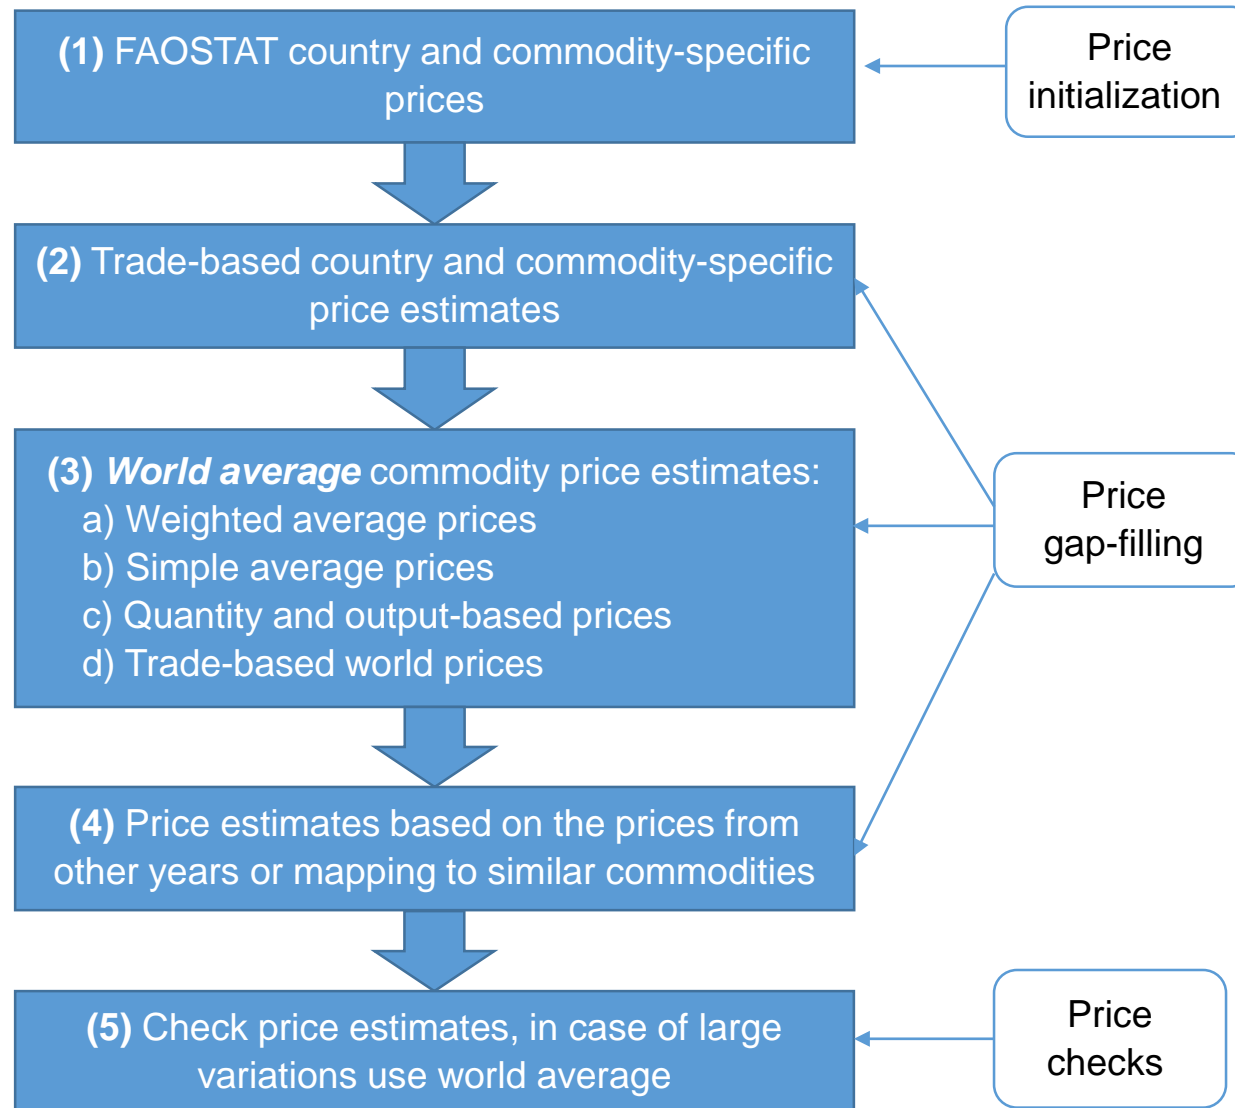 (1) FAOSTAT country and commodity-specific
prices
Price
initialization
(2) Trade-based country and commodity-specific
price estimates
(3) World average commodity price estimates:
a) Weighted average prices
b) Simple average prices
c) Quantity and output-based prices
d) Trade-based world prices
Price
gap-filling
(4) Price estimates based on the prices from
other years or mapping to similar commodities
(5) Check price estimates, in case of large
variations use world average
Price
checks